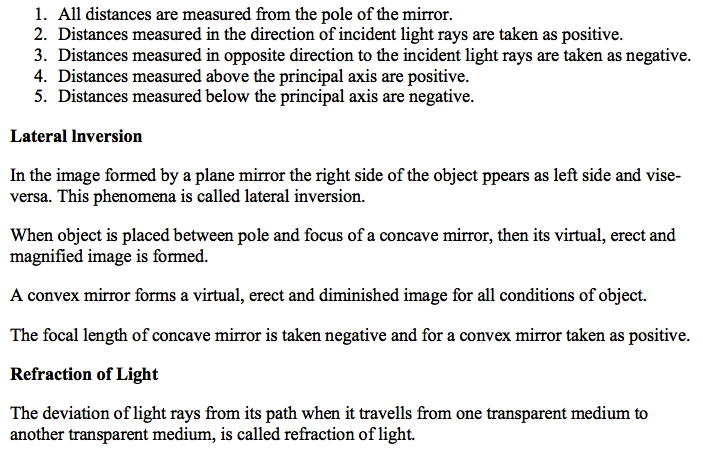 1. All distances are measured from the pole of the mirror.
2. Distances measured in the direction of incident light rays are taken as positive.
3. Distances measured in opposite direction to the incident light rays are taken as negative.
4. Distances measured above the principal axis are positive.
5. Distances measured below the principal axis are negative.
Lateral Inversion
In the image formed by a plane mirror the right side of the object ppears as left side and vise-
versa. This phenomena is called lateral inversion.
When object is placed between pole and focus of a concave mirror, then its virtual, erect and
magnified image is formed.
A convex mirror forms a virtual, erect and diminished image for all conditions of object.
The focal length of concave mirror is taken negative and for a convex mirror taken as positive.
Refraction of Light
The deviation of light rays from its path when it travells from one transparent medium to
another transparent medium, is called refraction of light.